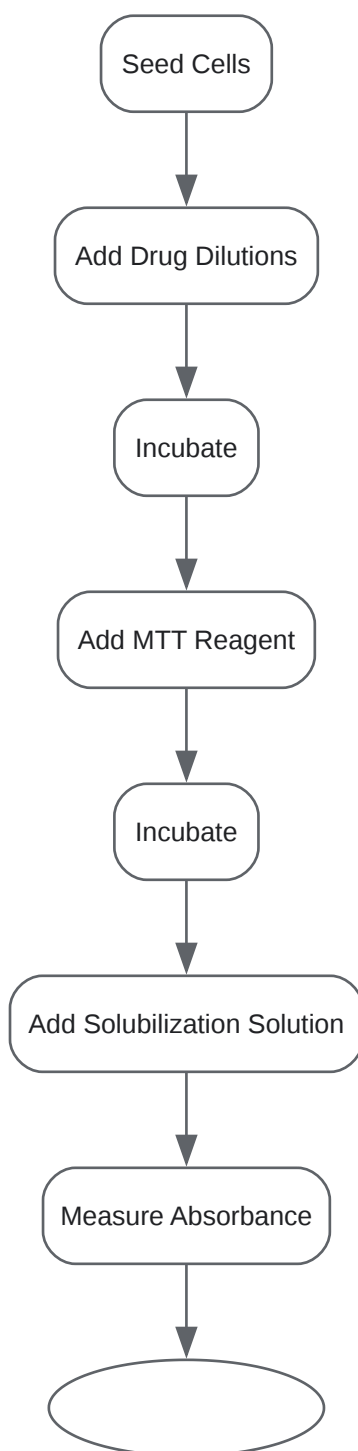 Seed Cells
Add Drug Dilutions
Incubate
Add MTT Reagent
Incubate
Add Solubilization Solution
Measure Absorbance